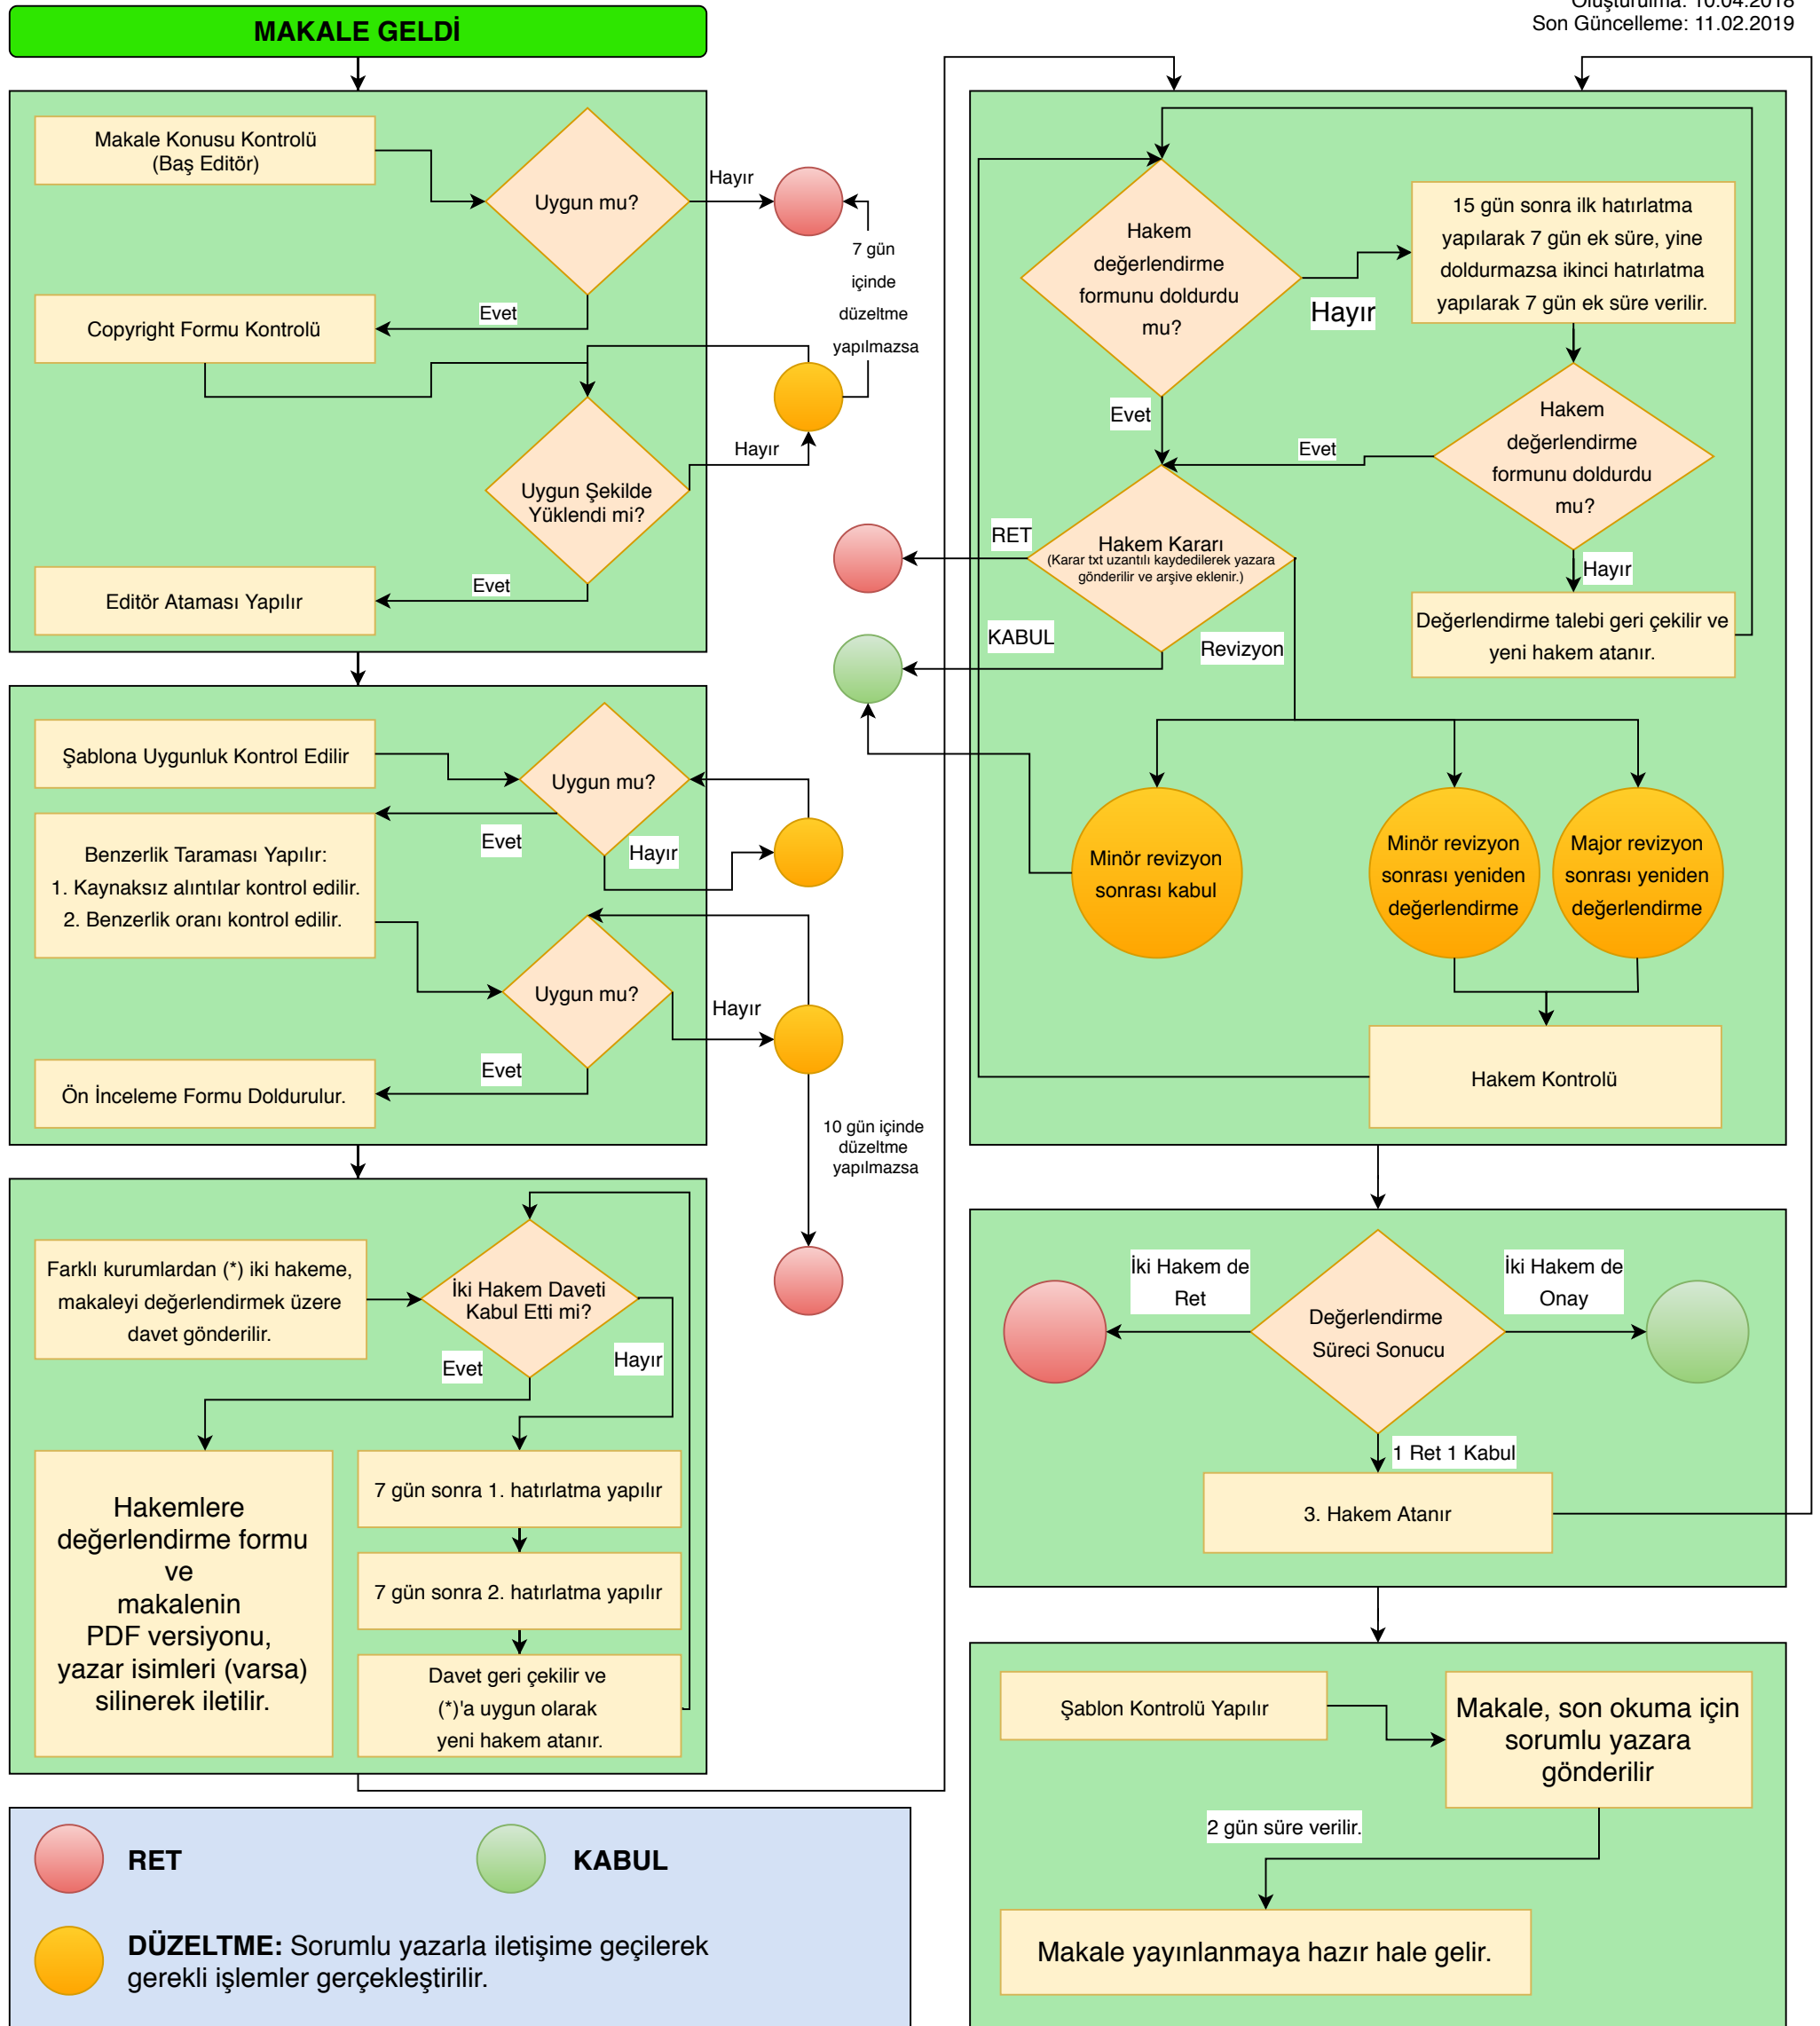 Oluşturulma: 10.04.2018
Son Güncelleme: 11.02.2019
MAKALE GELDİ
Makale Konusu Kontrolü
(Baş Editör)
Uygun mu?
Hayır
7 gün
içinde
düzeltme
yapılmazsa
Evet
Copyright Formu Kontrolü
Uygun Şekilde
Yüklendi mi?
Hayır
Evet
Editör Ataması Yapılır
Şablona Uygunluk Kontrol Edilir
Uygun mu?
Evet
Hayır
Benzerlik Taraması Yapılır:
1. Kaynaksız alıntılar kontrol edilir.
2. Benzerlik oranı kontrol edilir.
Uygun mu?
Hayır
Evet
Ön İnceleme Formu Doldurulur.
10 gün içinde
düzeltme
yapılmazsa
Farklı kurumlardan (*) iki hakeme,
makaleyi değerlendirmek üzere
davet gönderilir.
İki Hakem Daveti
Kabul Etti mi?
Evet
Hayır
Hakemlere
değerlendirme formu
ve
makalenin
PDF versiyonu,
yazar isimleri (varsa)
silinerek iletilir.
7 gün sonra 1. hatırlatma yapılır
7 gün sonra 2. hatırlatma yapılır
Davet geri çekilir ve
(*)'a uygun olarak
yeni hakem atanır.
RET
KABUL
DÜZELTME: Sorumlu yazarla iletişime geçilerek
gerekli işlemler gerçekleştirilir.
Hakem
değerlendirme
formunu doldurdu
mu?
Hayır
15 gün sonra ilk hatırlatma
yapılarak 7 gün ek süre, yine
doldurmazsa ikinci hatırlatma
yapılarak 7 gün ek süre verilir.
Evet
Hakem
değerlendirme
formunu doldurdu
mu?
Evet
Hayır
Değerlendirme talebi geri çekilir ve
yeni hakem atanır.
Hakem Kararı
(Karar txt uzantılı kaydedilerek yazara
gönderilir ve arşive eklenir.)
RET
KABUL
Revizyon
Minör revizyon
sonrası kabul
Minör revizyon
sonrası yeniden
değerlendirme
Major revizyon
sonrası yeniden
değerlendirme
Hakem Kontrolü
Değerlendirme
Süreci Sonucu
İki Hakem de
Ret
İki Hakem de
Onay
1 Ret 1 Kabul
3. Hakem Atanır
Şablon Kontrolü Yapılır
Makale, son okuma için
sorumlu yazara
gönderilir
2 gün süre verilir.
Makale yayınlanmaya hazır hale gelir.